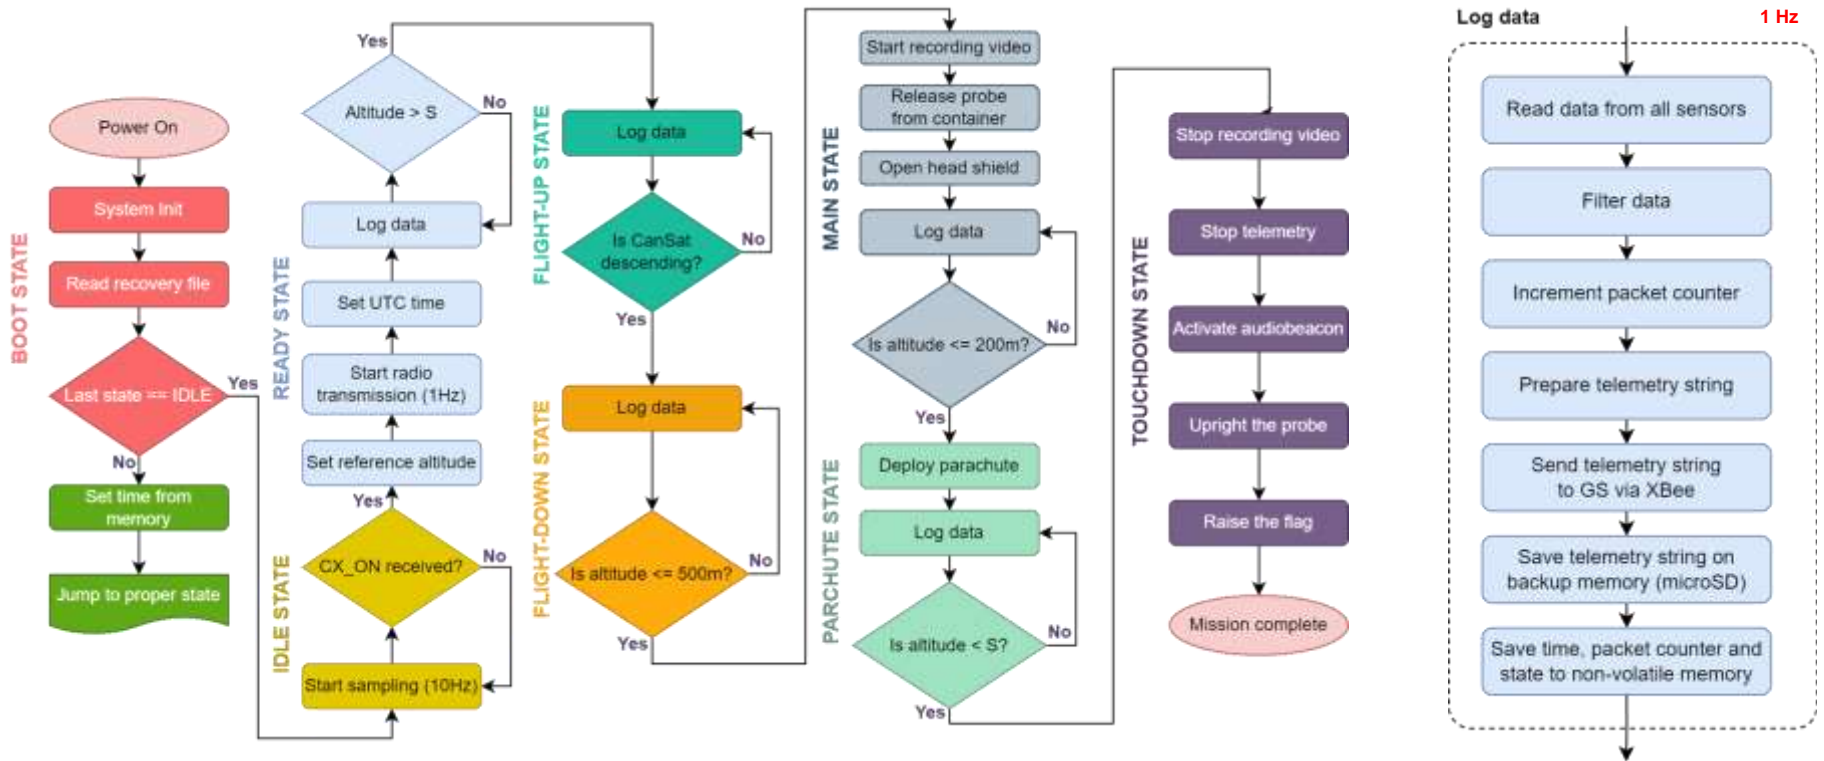 BOOT STATE
Power On
System Init
Read recovery file
Last state == IDLE
Yes
No
Set time from
memory
Jump to proper state
IDLE STATE
Start sampling (10Hz)
CX_ON received?
No
Yes
READY STATE
Set reference altitude
Start radio
transmission (1Hz)
Set UTC time
Log data
Altitude > S
No
Yes
FLIGHT-UP STATE
Log data
Is CanSat
descending?
No
Yes
FLIGHT-DOWN STATE
Log data
Is altitude <= 500m?
No
Yes
MAIN STATE
Start recording video
Release probe
from container
Open head shield
Log data
Is altitude <= 200m?
No
Yes
PARCHUTE STATE
Deploy parachute
Log data
Is altitude < S?
No
Yes
TOUCHDOWN STATE
Stop recording video
Stop telemetry
Activate audiobeacon
Upright the probe
Raise the flag
Mission complete
Log data
1 Hz
Read data from all sensors
Filter data
Increment packet counter
Prepare telemetry string
Send telemetry string
to GS via XBee
Save telemetry string on
backup memory (microSD)
Save time, packet counter and
state to non-volatile memory